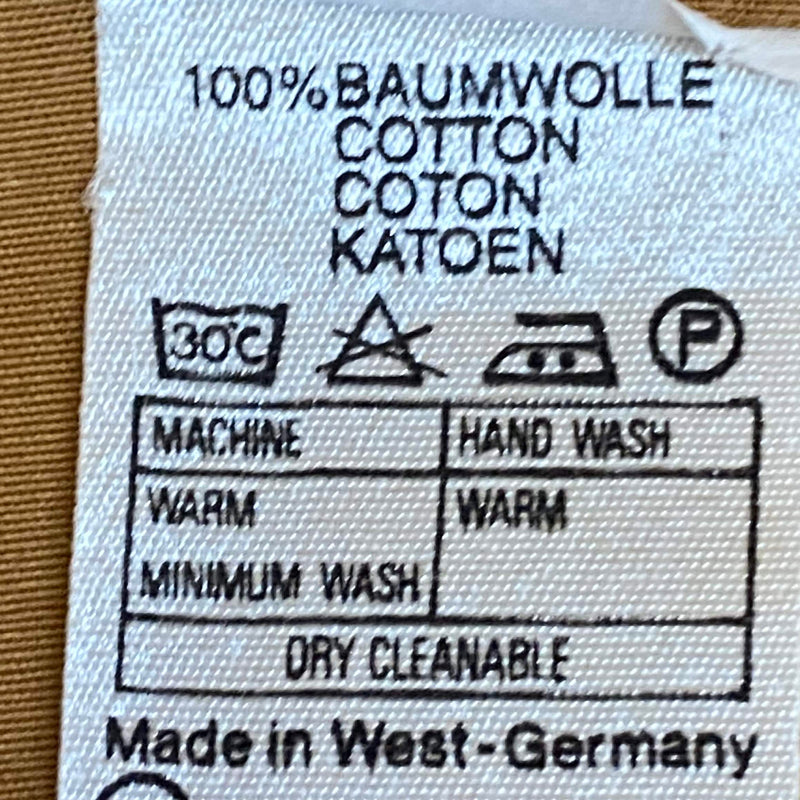 100% BAUMWOLLE
COTTON
COTON
KATOEN
30°C P
MACHINE HAND WASH
WARM WARM
MINIMUM WASH
DRY CLEANABLE
Made in West-Germany